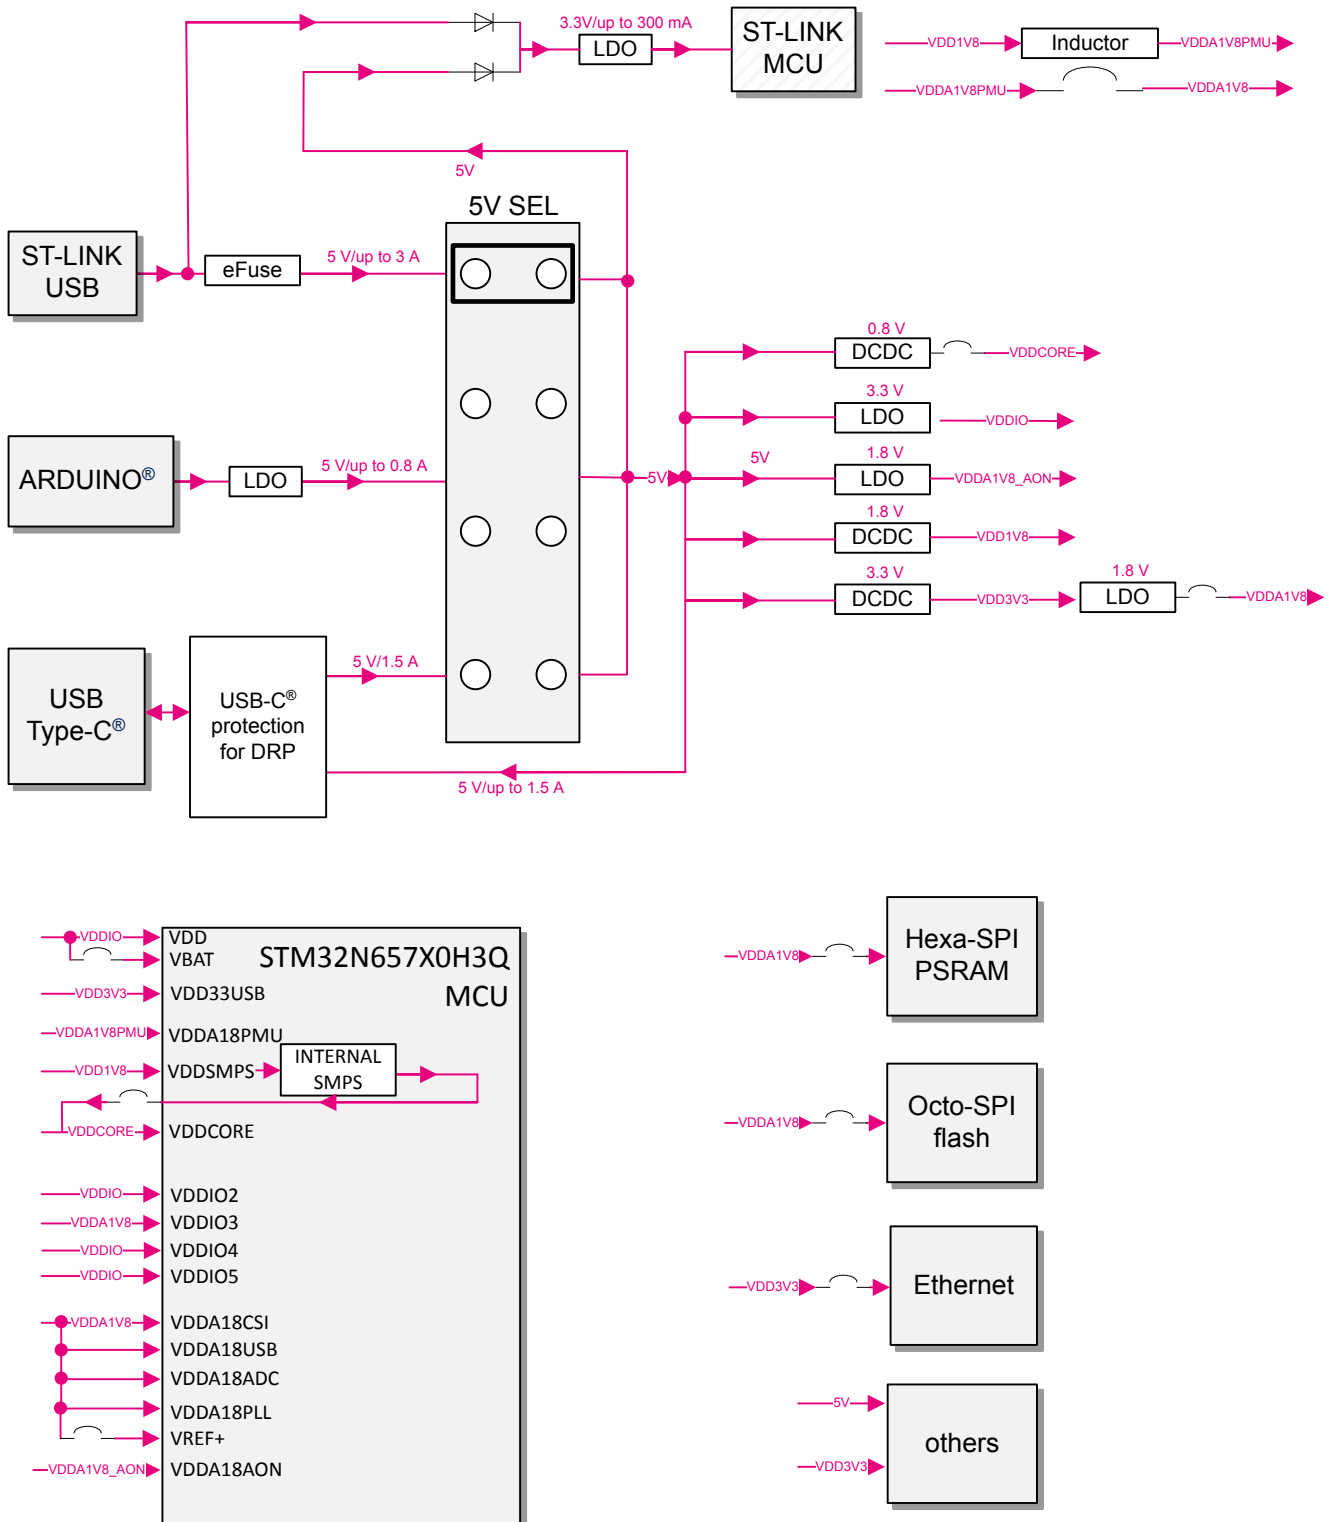 3.3V/up to 300 mA
LDO
ST-LINK
MCU
VDD1V8
Inductor
VDDA1V8PMU
VDDA1V8PMU
VDDA1V8
5V
5V SEL
ST-LINK
USB
eFuse
5 V/up to 3 A
ARDUINO®
LDO
5 V/up to 0.8 A
USB
Type-C®
USB-C®
protection
for DRP
5 V/1.5 A
5 V/up to 1.5 A
5V
5V
0.8 V
DCDC
VDDCORE
3.3 V
LDO
VDDIO
1.8 V
LDO
VDDA1V8_AON
1.8 V
DCDC
VDD1V8
3.3 V
DCDC
VDD3V3
1.8 V
LDO
VDDA1V8
STM32N657X0H3Q
MCU
VDDIO
VDD
VBAT
VDD3V3
VDD33USB
VDDA1V8PMU
VDDA18PMU
VDD1V8
VDDSMPS
INTERNAL
SMPS
VDDCORE
VDDCORE
VDDIO
VDDIO2
VDDA1V8
VDDIO3
VDDIO
VDDIO4
VDDIO
VDDIO5
VDDA1V8
VDDA18CSI
VDDA18USB
VDDA18ADC
VDDA18PLL
VREF+
VDDA1V8_AON
VDDA18AON
VDDA1V8
Hexa-SPI
PSRAM
VDDA1V8
Octo-SPI
flash
VDD3V3
Ethernet
5V
VDD3V3
others